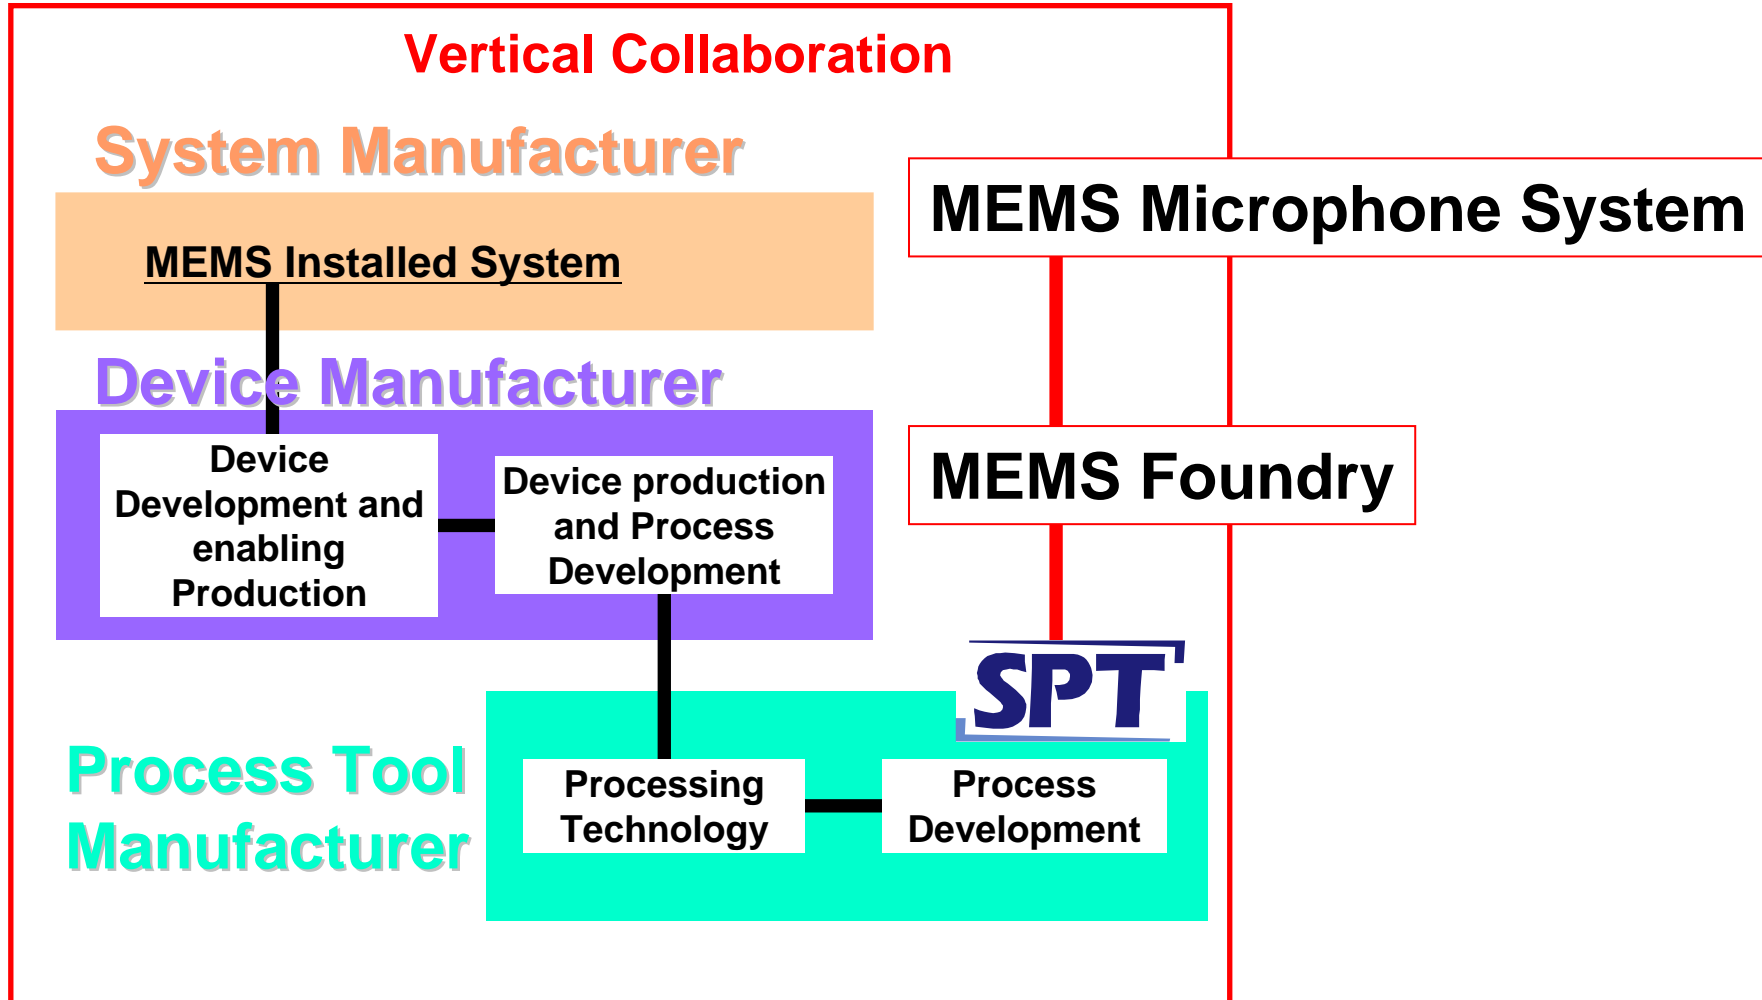 Vertical Collaboration
System Manufacturer
MEMS Installed System
MEMS Microphone System
Device Manufacturer
Device
Development and
enabling
Production
Device production
and Process
Development
MEMS Foundry
SPT
Process Tool
Manufacturer
Processing
Technology
Process
Development